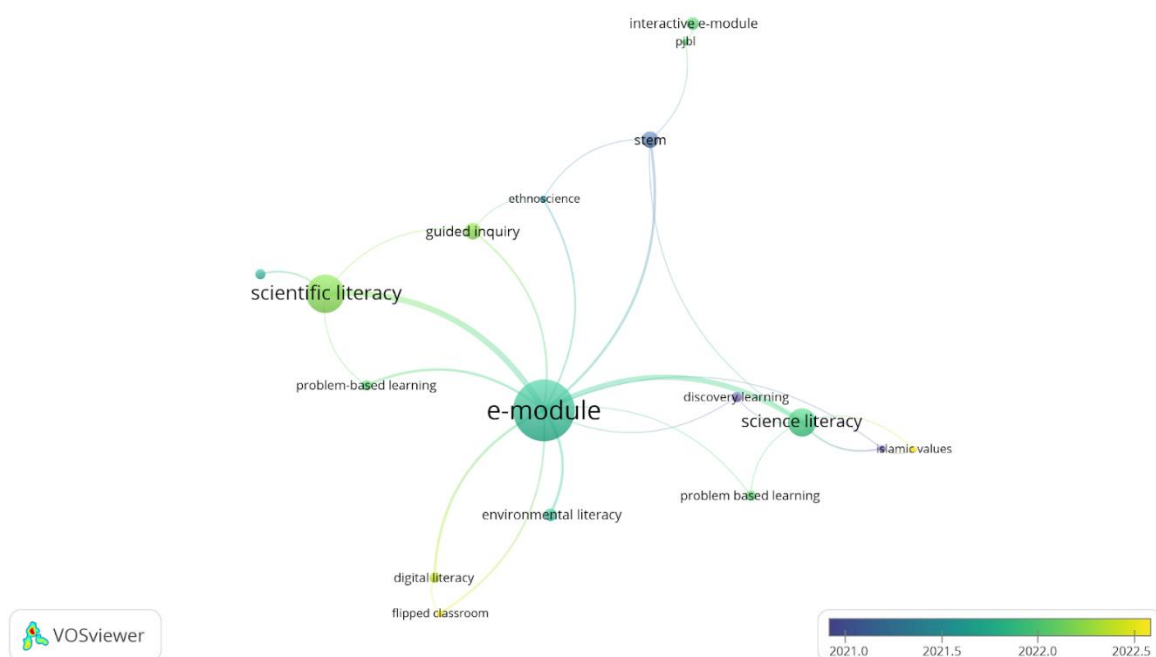 interactive e-module
pjbl
stem
ethnoscience
guided inquiry
scientific literacy
problem-based learning
e-module
discovery learning
science literacy
islamic values
problem based learning
environmental literacy
digital literacy
flipped classroom
VOSviewer
2021.0 2021.5 2022.0 2022.5